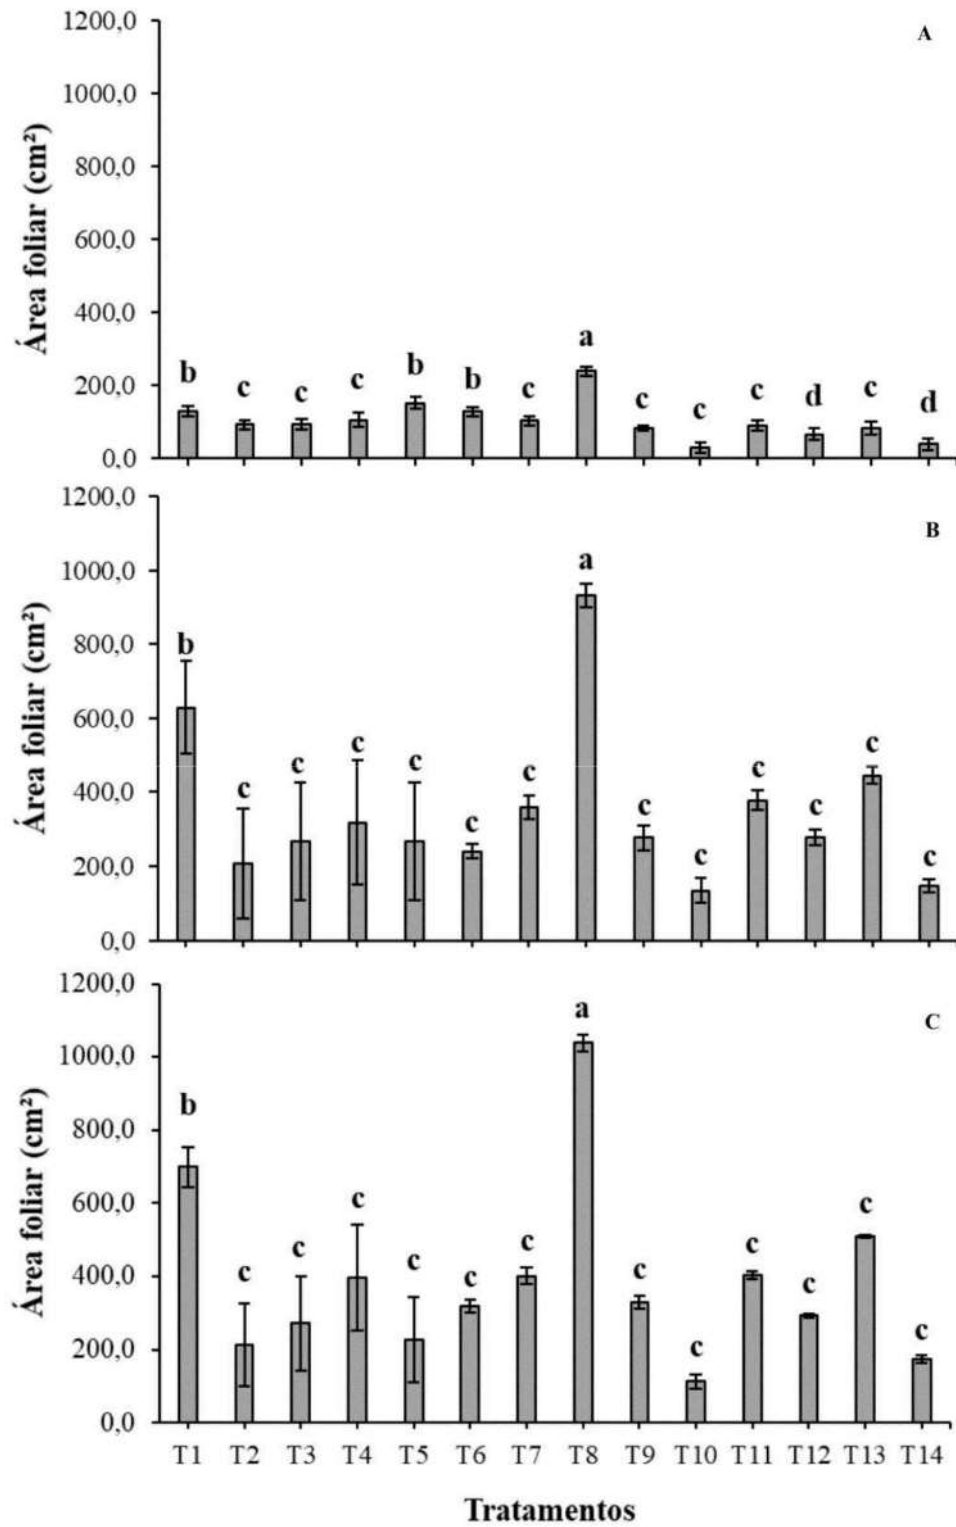 A
Área foliar (cm²)
1200,0
1000,0
800,0
600,0
400,0
200,0
0,0
b c c c b b c a c c c d c d
B
Área foliar (cm²)
1200,0
1000,0
800,0
600,0
400,0
200,0
0,0
b c c c c c c a c c c c c c
C
Área foliar (cm²)
1200,0
1000,0
800,0
600,0
400,0
200,0
0,0
b c c c c c c a c c c c c c
T1 T2 T3 T4 T5 T6 T7 T8 T9 T10 T11 T12 T13 T14
Tratamentos